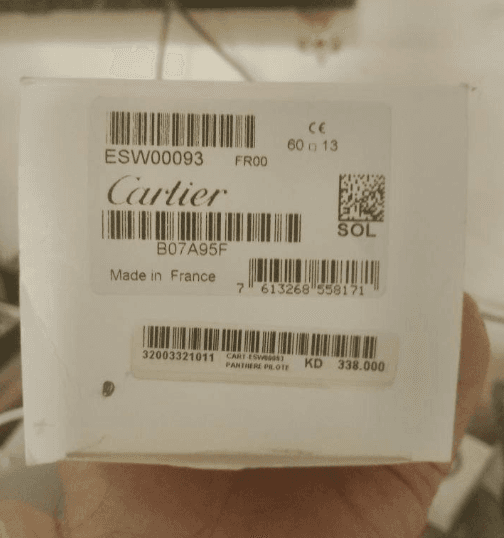 ESW00093 FR00
CE
60 □ 13
Cartier
SOL
B07A95F
Made in France
7 613268 558171
32003321011 CART-ESW00093 KD 338.000
PANTHERE PILOTE